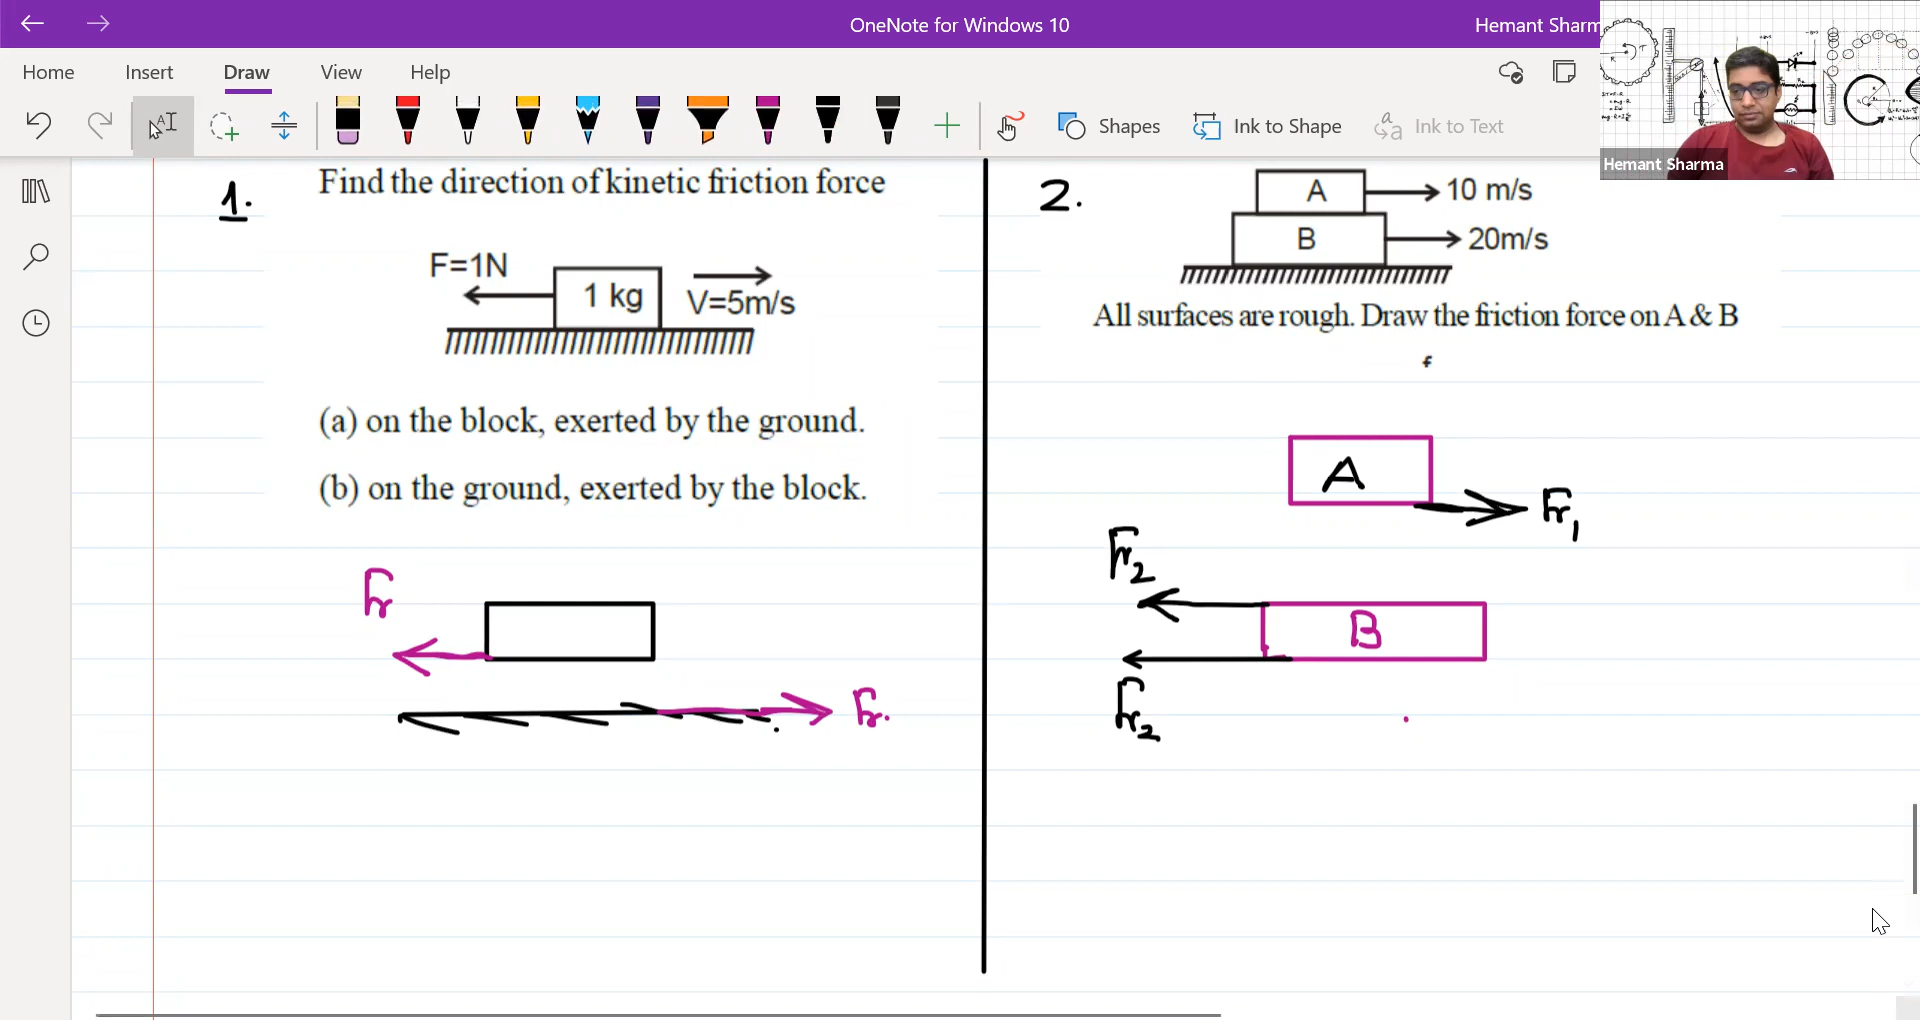 OneNote for Windows 10
Hemant Sharm
Home Insert Draw View Help
Shapes Ink to Shape Ink to Text
Hemant Sharma
1.
Find the direction of kinetic friction force
F=1N
1 kg
V=5m/s
(a) on the block, exerted by the ground.
(b) on the ground, exerted by the block.
Fr
Fr.
2.
A
10 m/s
B
20m/s
All surfaces are rough. Draw the friction force on A & B
f
A
Fr1
Fr2
B
Fr2